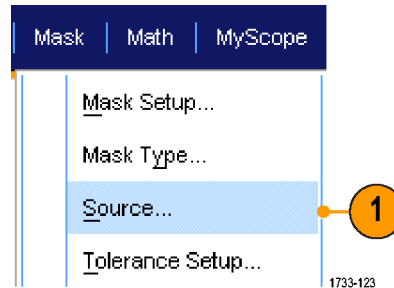 Mask Math MyScope
Mask Setup...
Mask Type...
Source...
1
Tolerance Setup...
1733-123